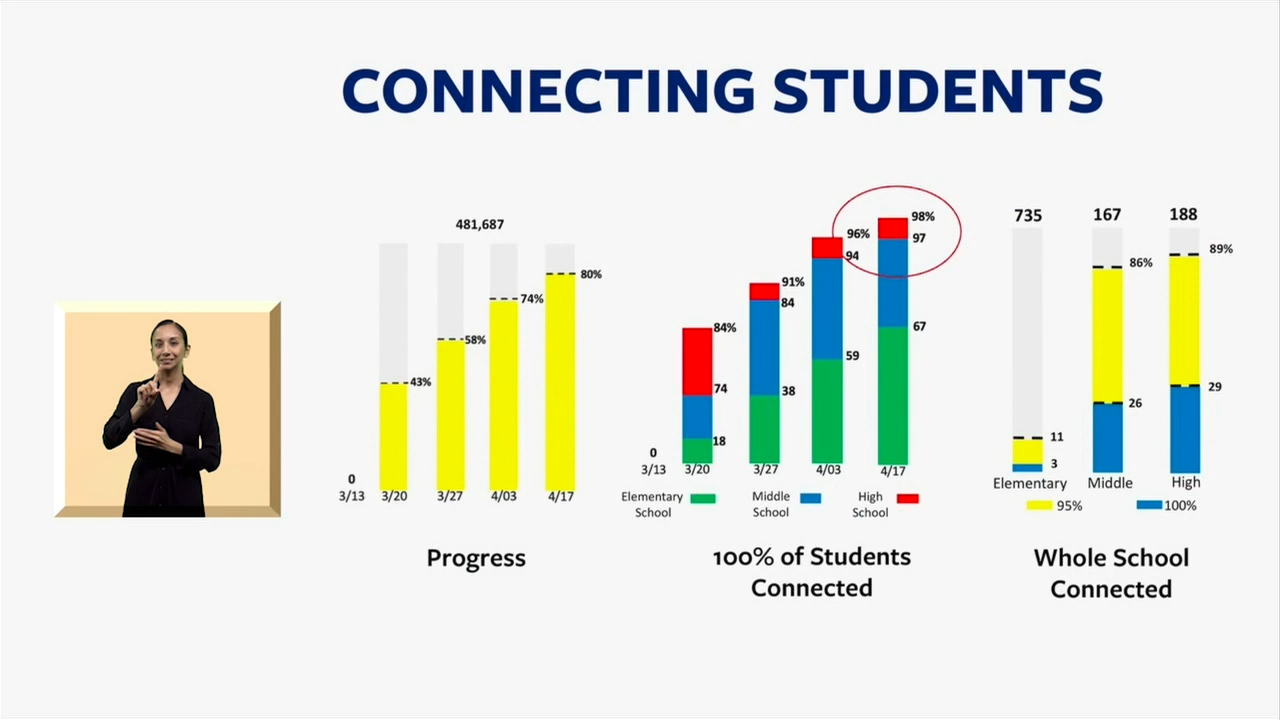 CONNECTING STUDENTS
481,687
80%
74%
58%
43%
0
3/13
3/20
3/27
4/03
4/17
Progress
98%
97
96%
94
91%
84
84%
74
67
59
38
18
0
3/13
3/20
3/27
4/03
4/17
Elementary
School
Middle
School
High
School
100% of Students
Connected
735
167
188
89%
86%
29
26
11
3
Elementary
Middle
High
95%
100%
Whole School
Connected